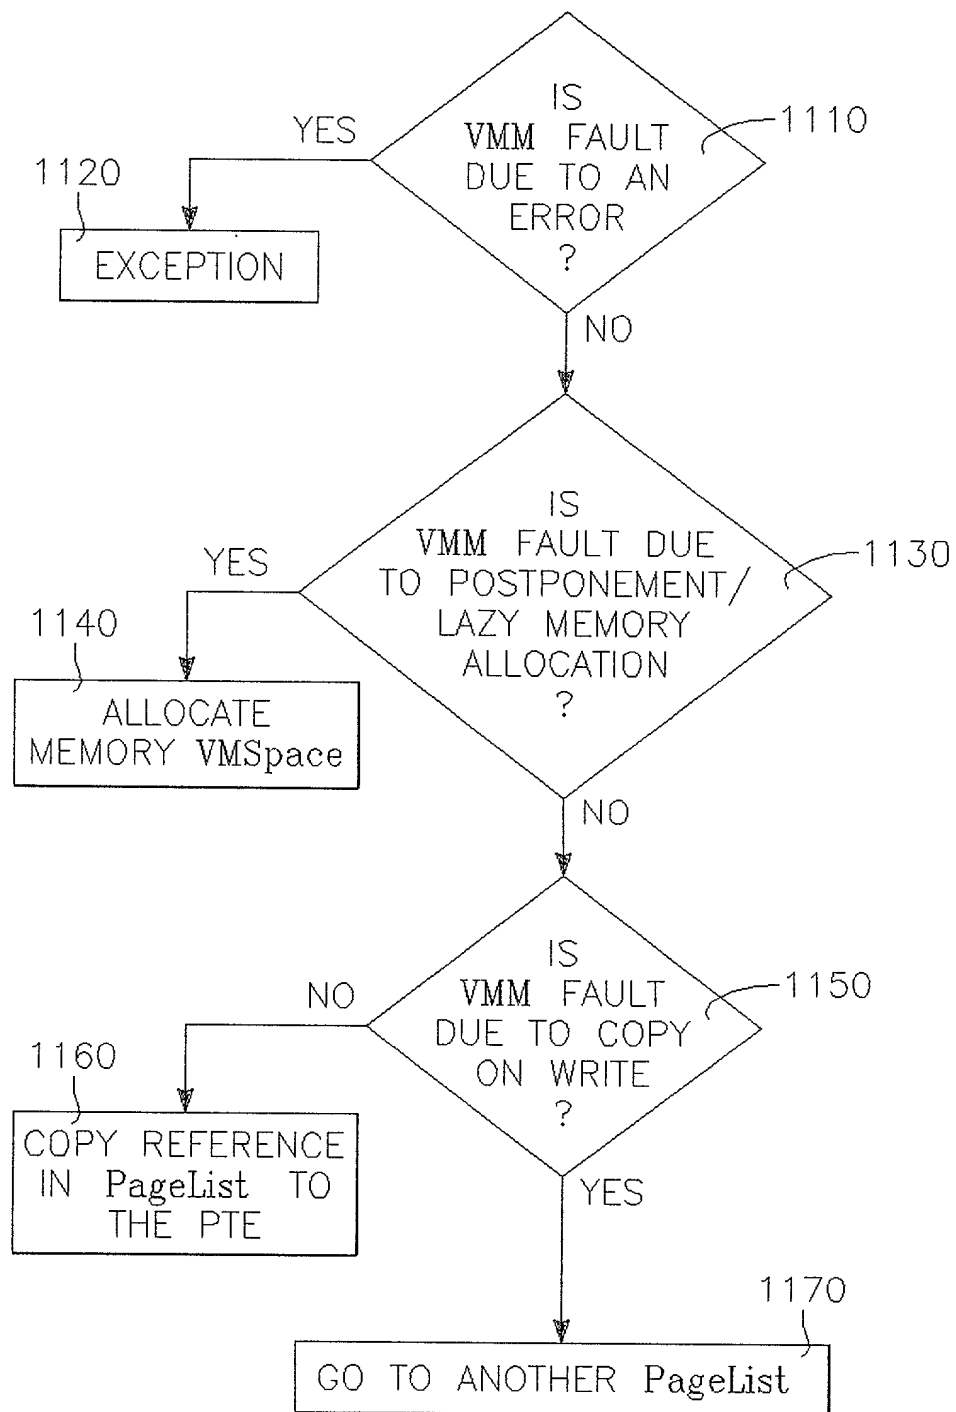 IS
VMM FAULT
DUE TO AN
ERROR
?
1110
YES
1120
EXCEPTION
NO
IS
VMM FAULT DUE
TO POSTPONEMENT/
LAZY MEMORY
ALLOCATION
?
1130
YES
1140
ALLOCATE
MEMORY VMSpace
NO
IS
VMM FAULT
DUE TO COPY
ON WRITE
?
1150
NO
1160
COPY REFERENCE
IN PageList TO
THE PTE
YES
1170
GO TO ANOTHER PageList